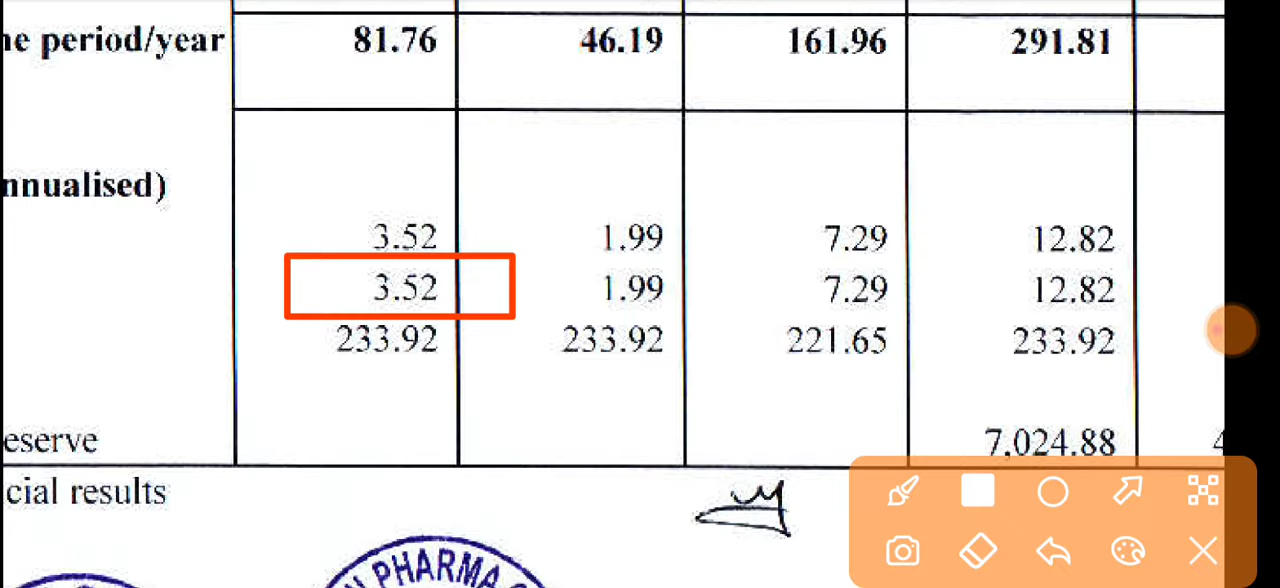 ne period/year 81.76 46.19 161.96 291.81
nnualised)
3.52 1.99 7.29 12.82
3.52 1.99 7.29 12.82
233.92 233.92 221.65 233.92
eserve 7,024.88 4
cial results
N PHARMA